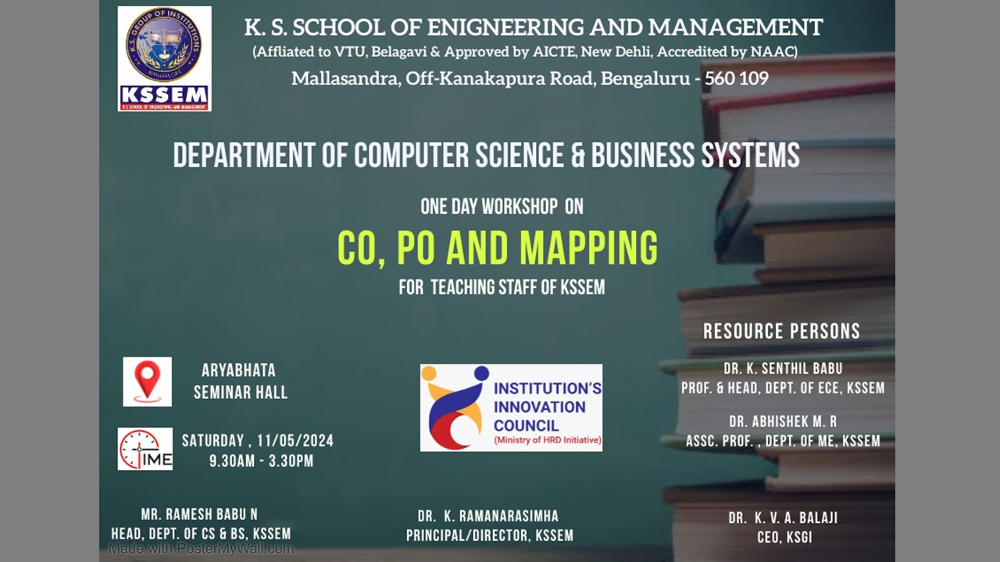 K. S. SCHOOL OF ENIGNEERING AND MANAGEMENT
(Affliated to VTU, Belagavi & Approved by AICTE, New Dehli, Accredited by NAAC)
Mallasandra, Off-Kanakapura Road, Bengaluru - 560 109
K.S. GROUP OF INSTITUTIONS
BANGALORE
KSSEM
K S SCHOOL OF ENGINEERING AND MANAGEMENT
DEPARTMENT OF COMPUTER SCIENCE & BUSINESS SYSTEMS
ONE DAY WORKSHOP ON
CO, PO AND MAPPING
FOR TEACHING STAFF OF KSSEM
RESOURCE PERSONS
DR. K. SENTHIL BABU
PROF. & HEAD, DEPT. OF ECE, KSSEM
DR. ABHISHEK M. R
ASSC. PROF. , DEPT. OF ME, KSSEM
ARYABHATA
SEMINAR HALL
INSTITUTION'S
INNOVATION
COUNCIL
(Ministry of HRD Initiative)
TIME
SATURDAY , 11/05/2024
9.30AM - 3.30PM
MR. RAMESH BABU N
HEAD, DEPT. OF CS & BS, KSSEM
DR. K. RAMANARASIMHA
PRINCIPAL/DIRECTOR, KSSEM
DR. K. V. A. BALAJI
CEO, KSGI
Made with PosterMyWall.com